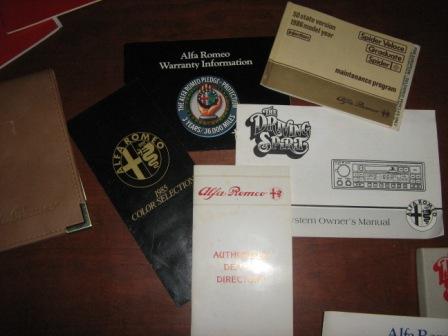 Alfa Romeo
Warranty Information
THE ALFA ROMEO PLEDGE-PROTECTION
3 YEARS/36,000 MILES
50 state version
1986 model year
injection
Spider Veloce
Graduate
Spider
maintenance program
Alfa Romeo
ALFA ROMEO
1985
COLOR SELECTION
THE
DRIVING
SPIRIT
System Owner's Manual
Alfa-Romeo
AUTHORIZED
DEALER
DIRECTORY